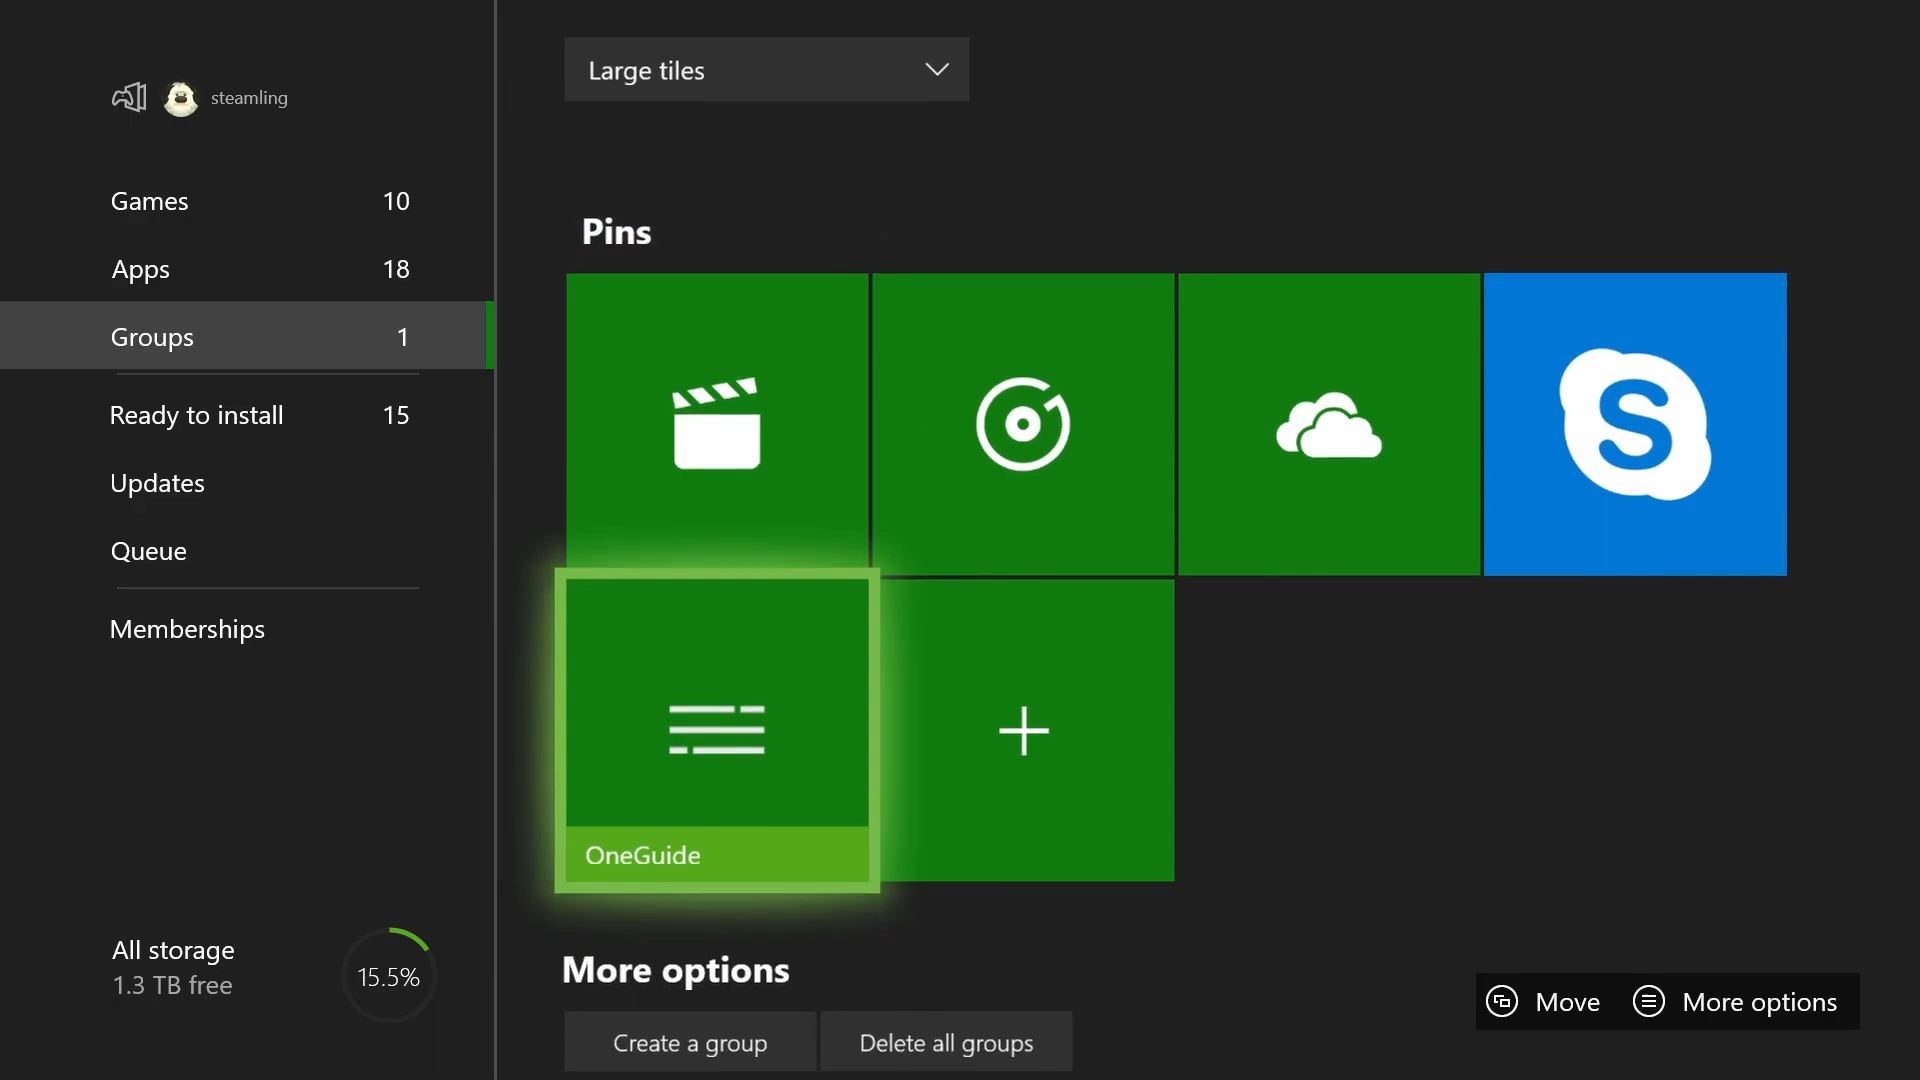 steamling
Games 10
Apps 18
Groups 1
Ready to install 15
Updates
Queue
Memberships
All storage
1.3 TB free
15.5%
Large tiles
Pins
S
OneGuide
More options
Create a group
Delete all groups
Move
More options